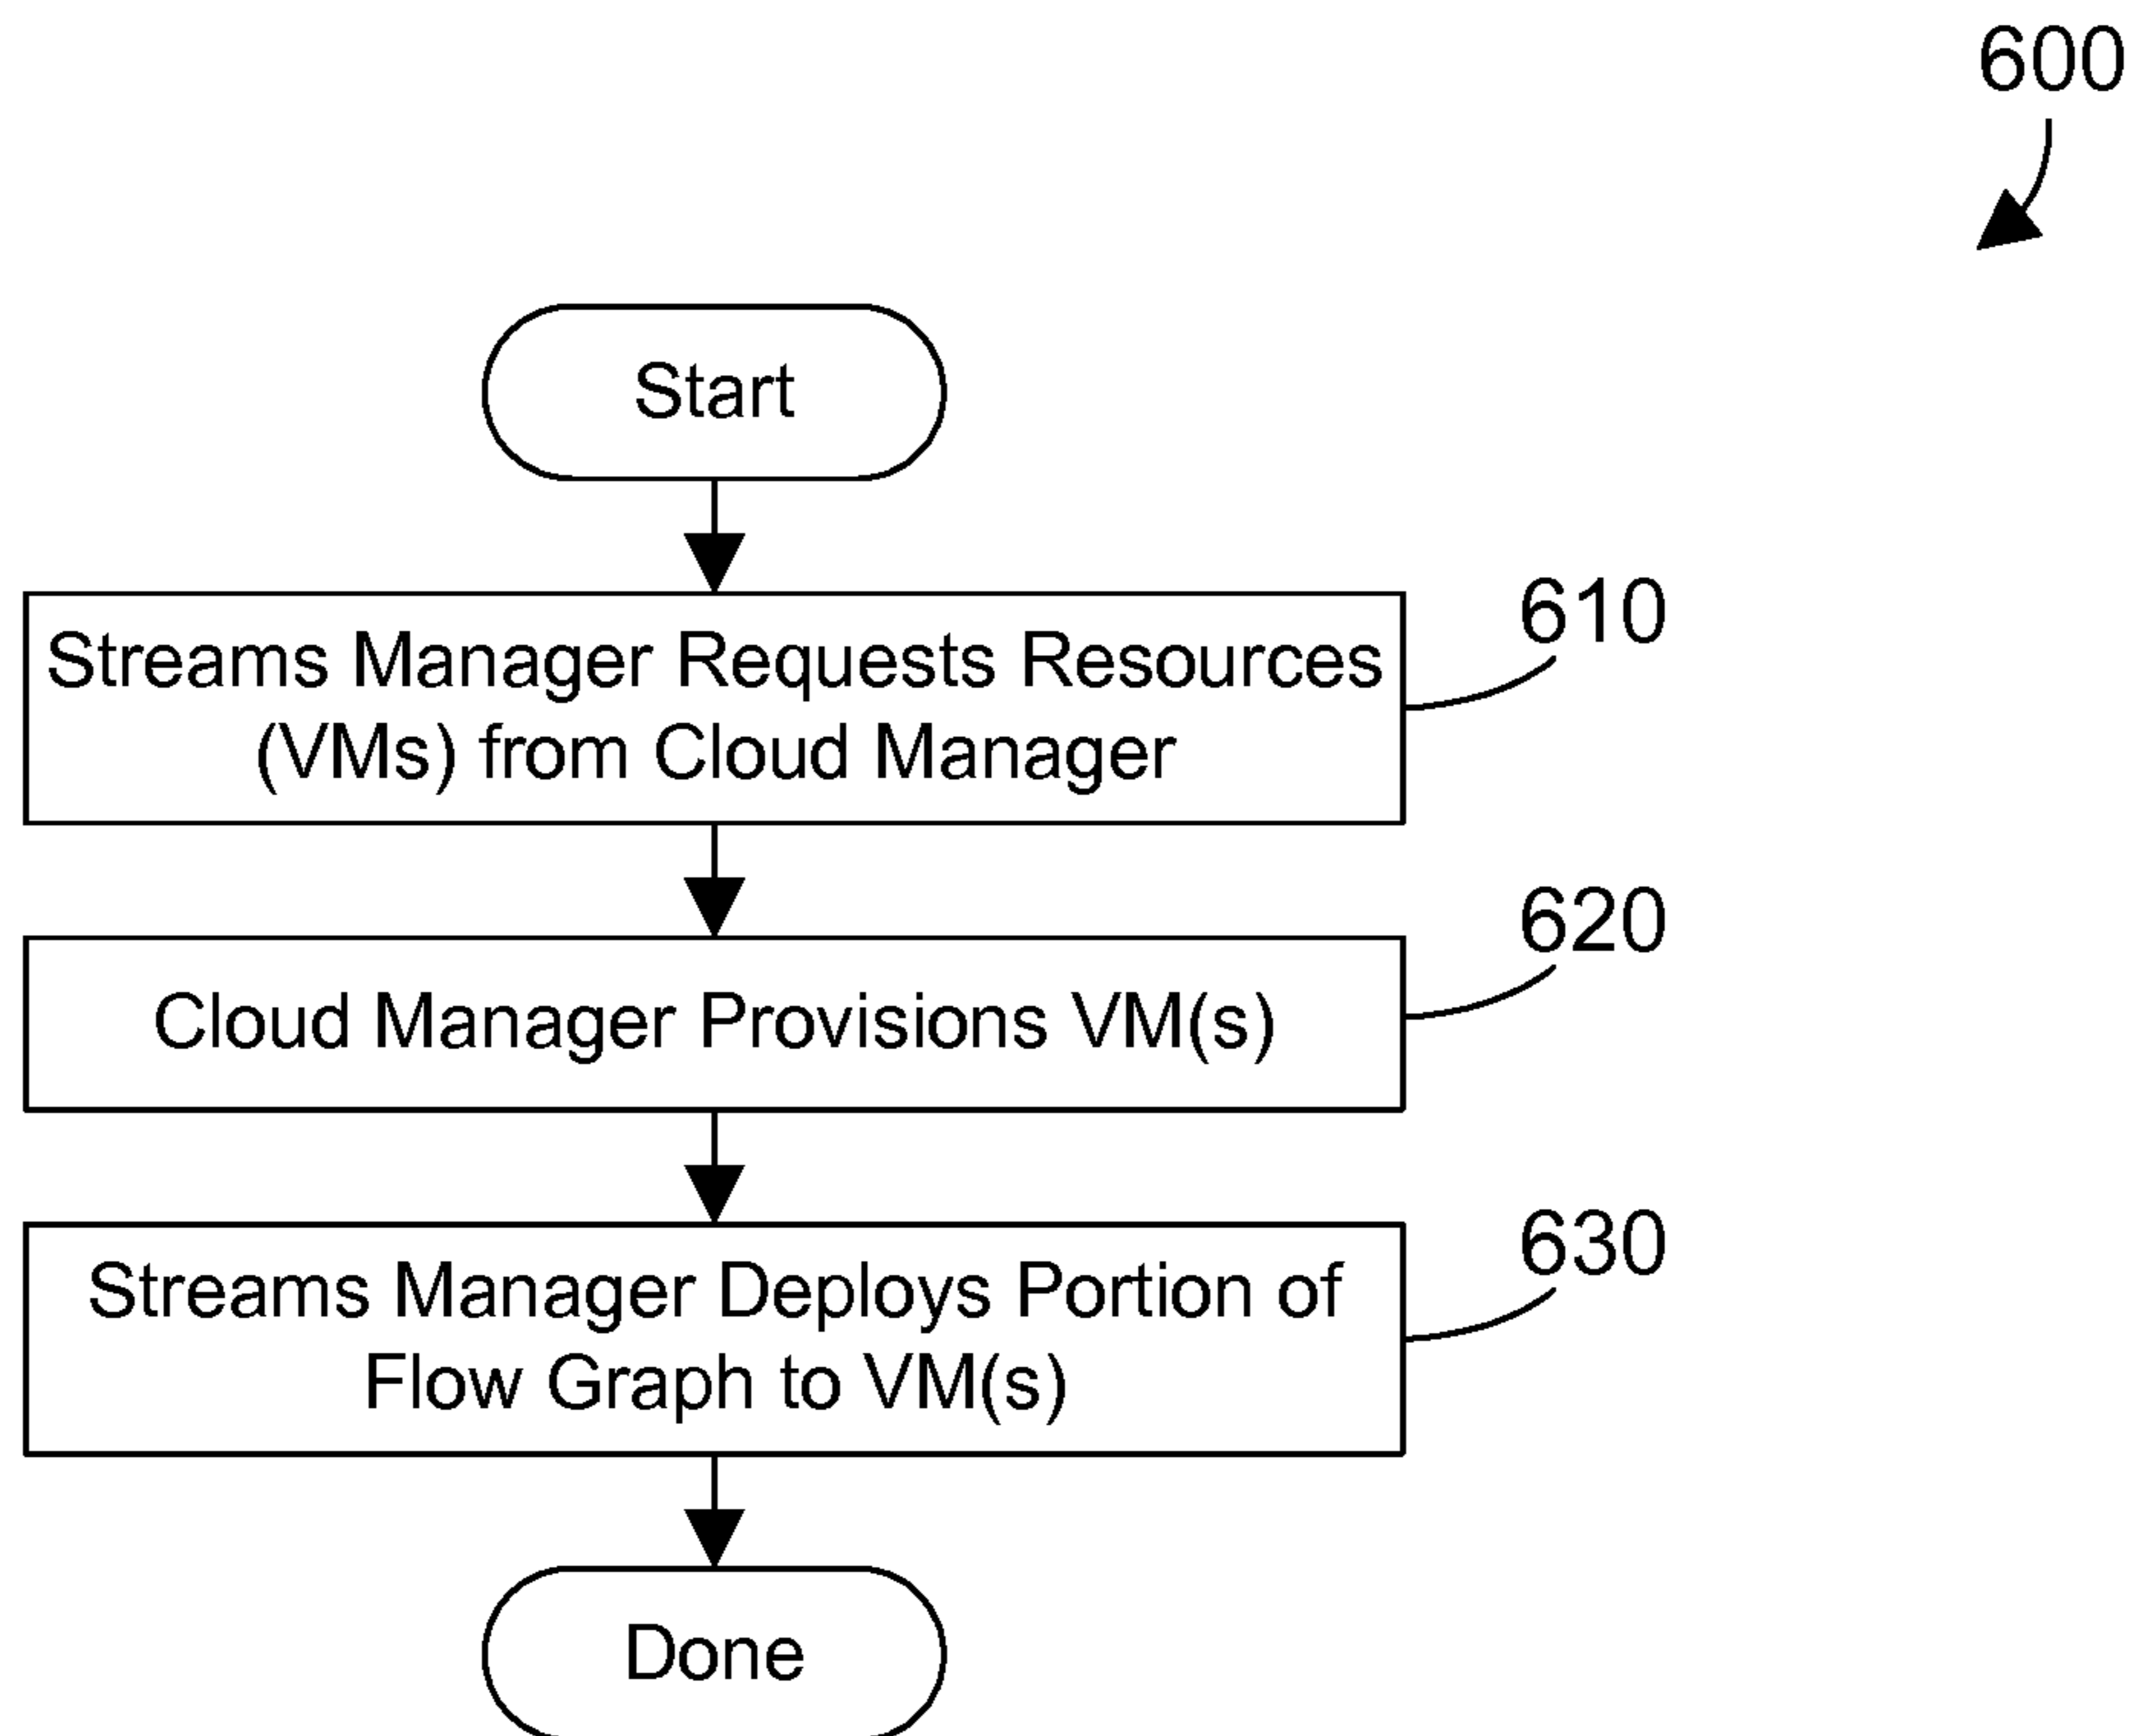 600
Start
Streams Manager Requests Resources
(VMs) from Cloud Manager
610
Cloud Manager Provisions VM(s)
620
Streams Manager Deploys Portion of
Flow Graph to VM(s)
630
Done